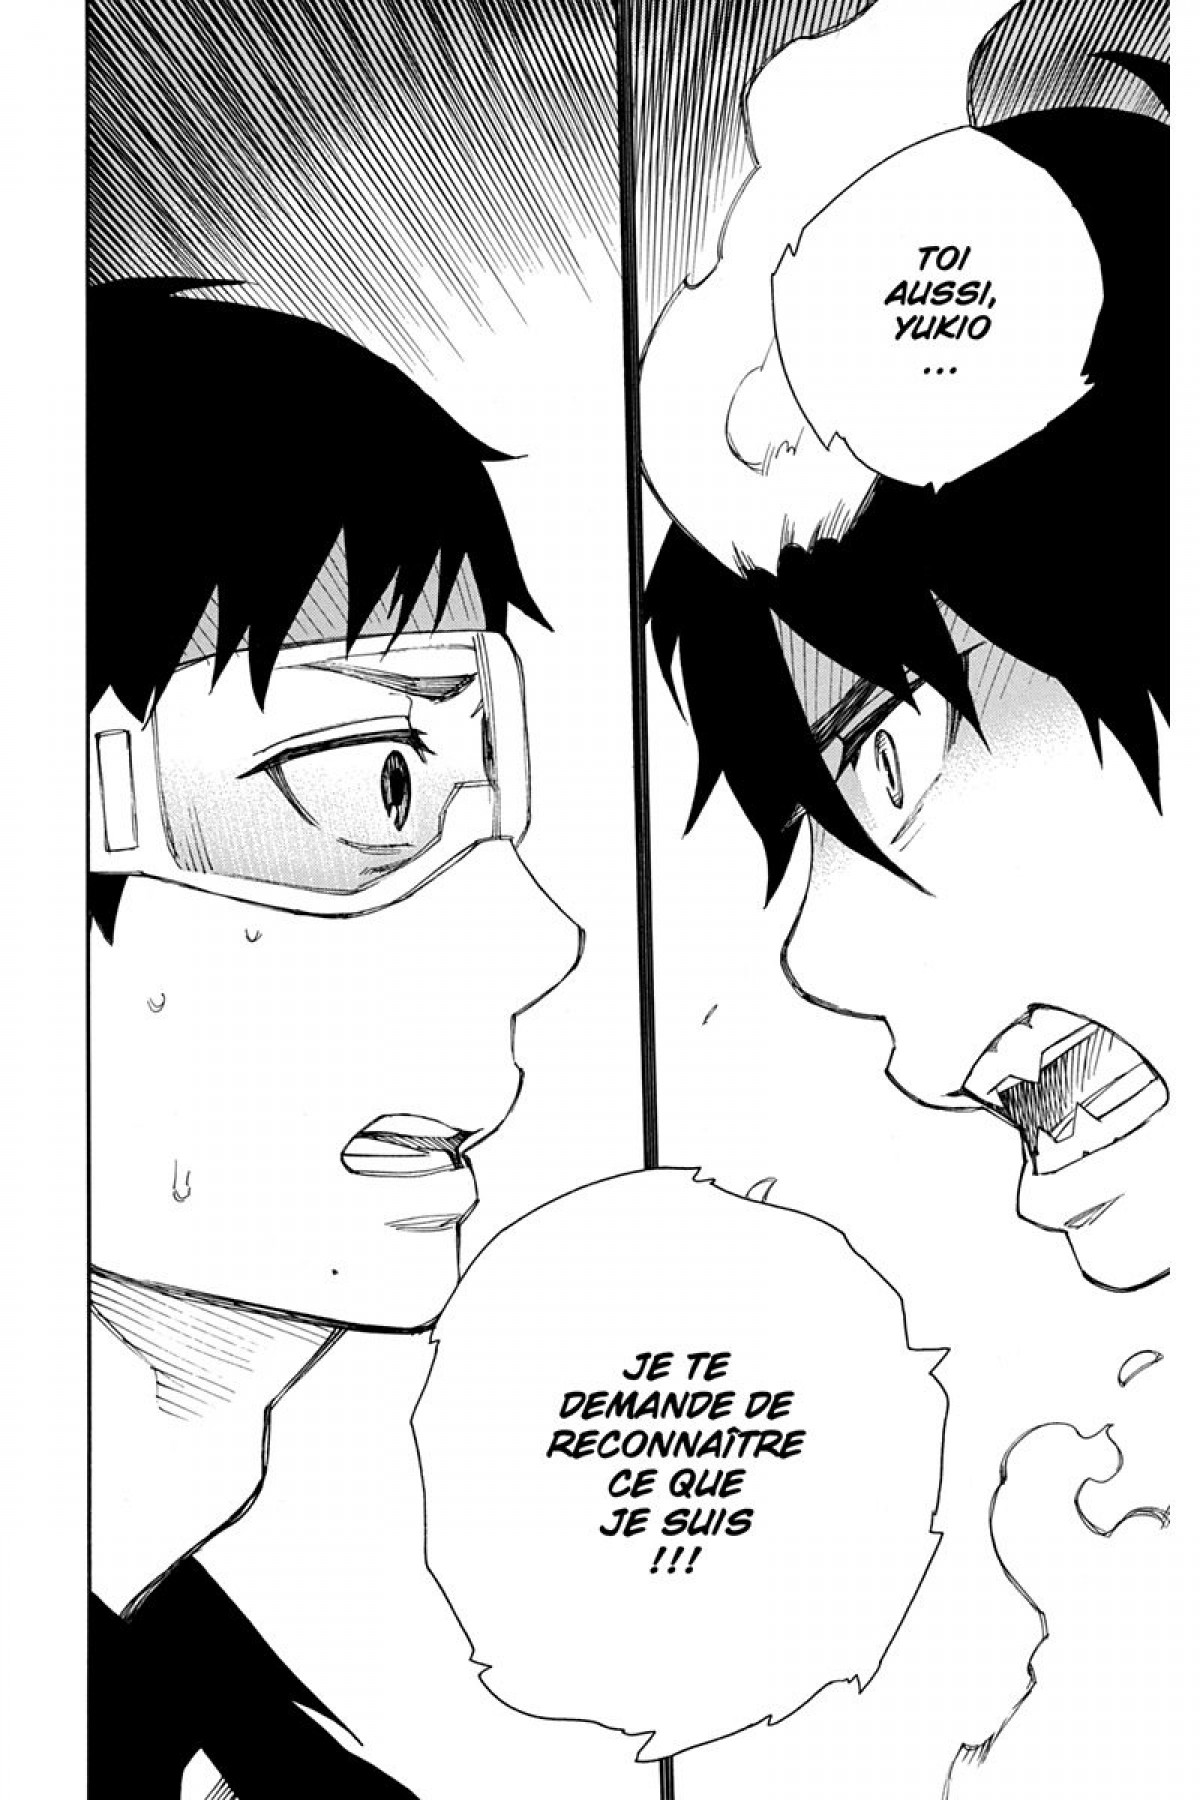 TOI
AUSSI,
YUKIO
...
JE TE
DEMANDE DE
RECONNAÎTRE
CE QUE
JE SUIS
!!!